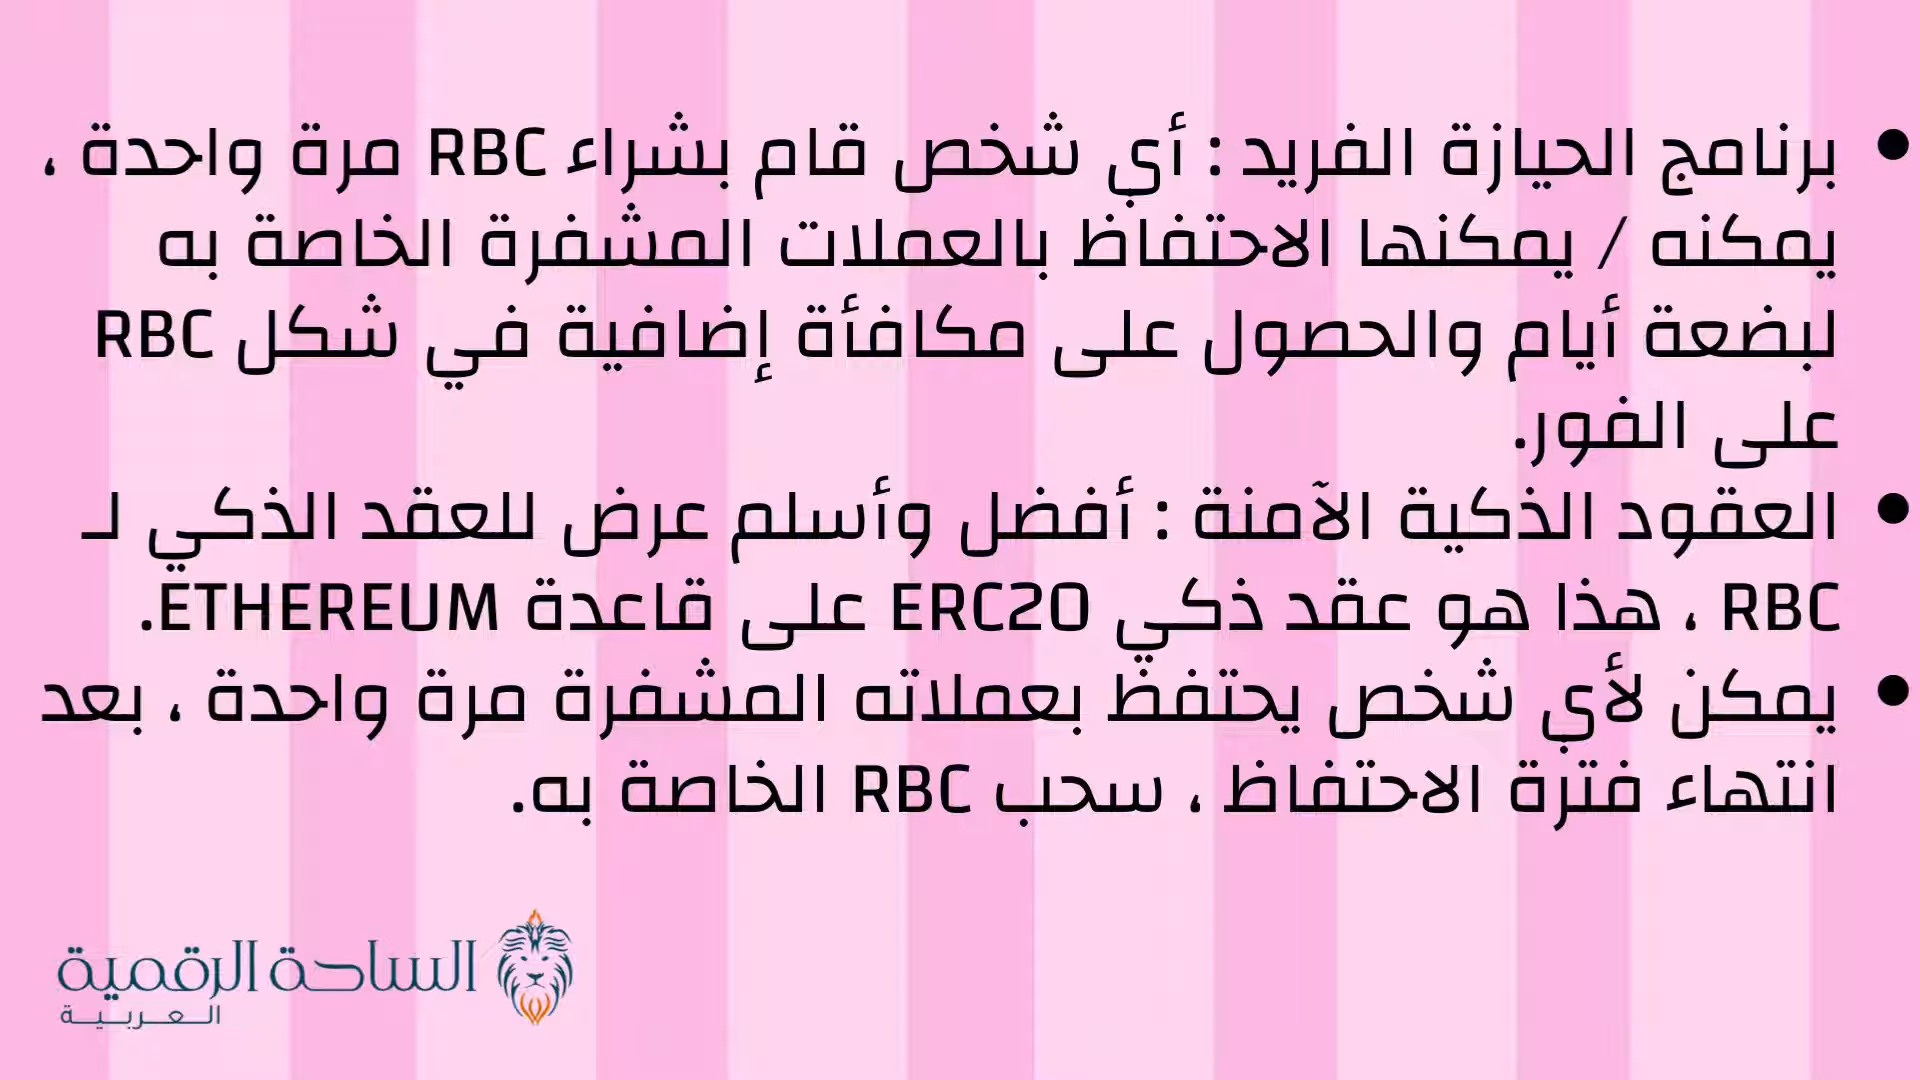 • برنامج الحيازة الفريد : أي شخص قام بشراء RBC مرة واحدة ،
يمكنه / يمكنها الاحتفاظ بالعملات المشفرة الخاصة به
لبضعة أيام والحصول على مكافأة إضافية في شكل RBC
على الفور.
• العقود الذكية الآمنة : أفضل وأسلم عرض للعقد الذكي لـ
RBC ، هذا هو عقد ذكي ERC20 على قاعدة ETHEREUM.
• يمكن لأي شخص يحتفظ بعملاته المشفرة مرة واحدة ، بعد
انتهاء فترة الاحتفاظ ، سحب RBC الخاصة به.
الساحة الرقمية
العربية